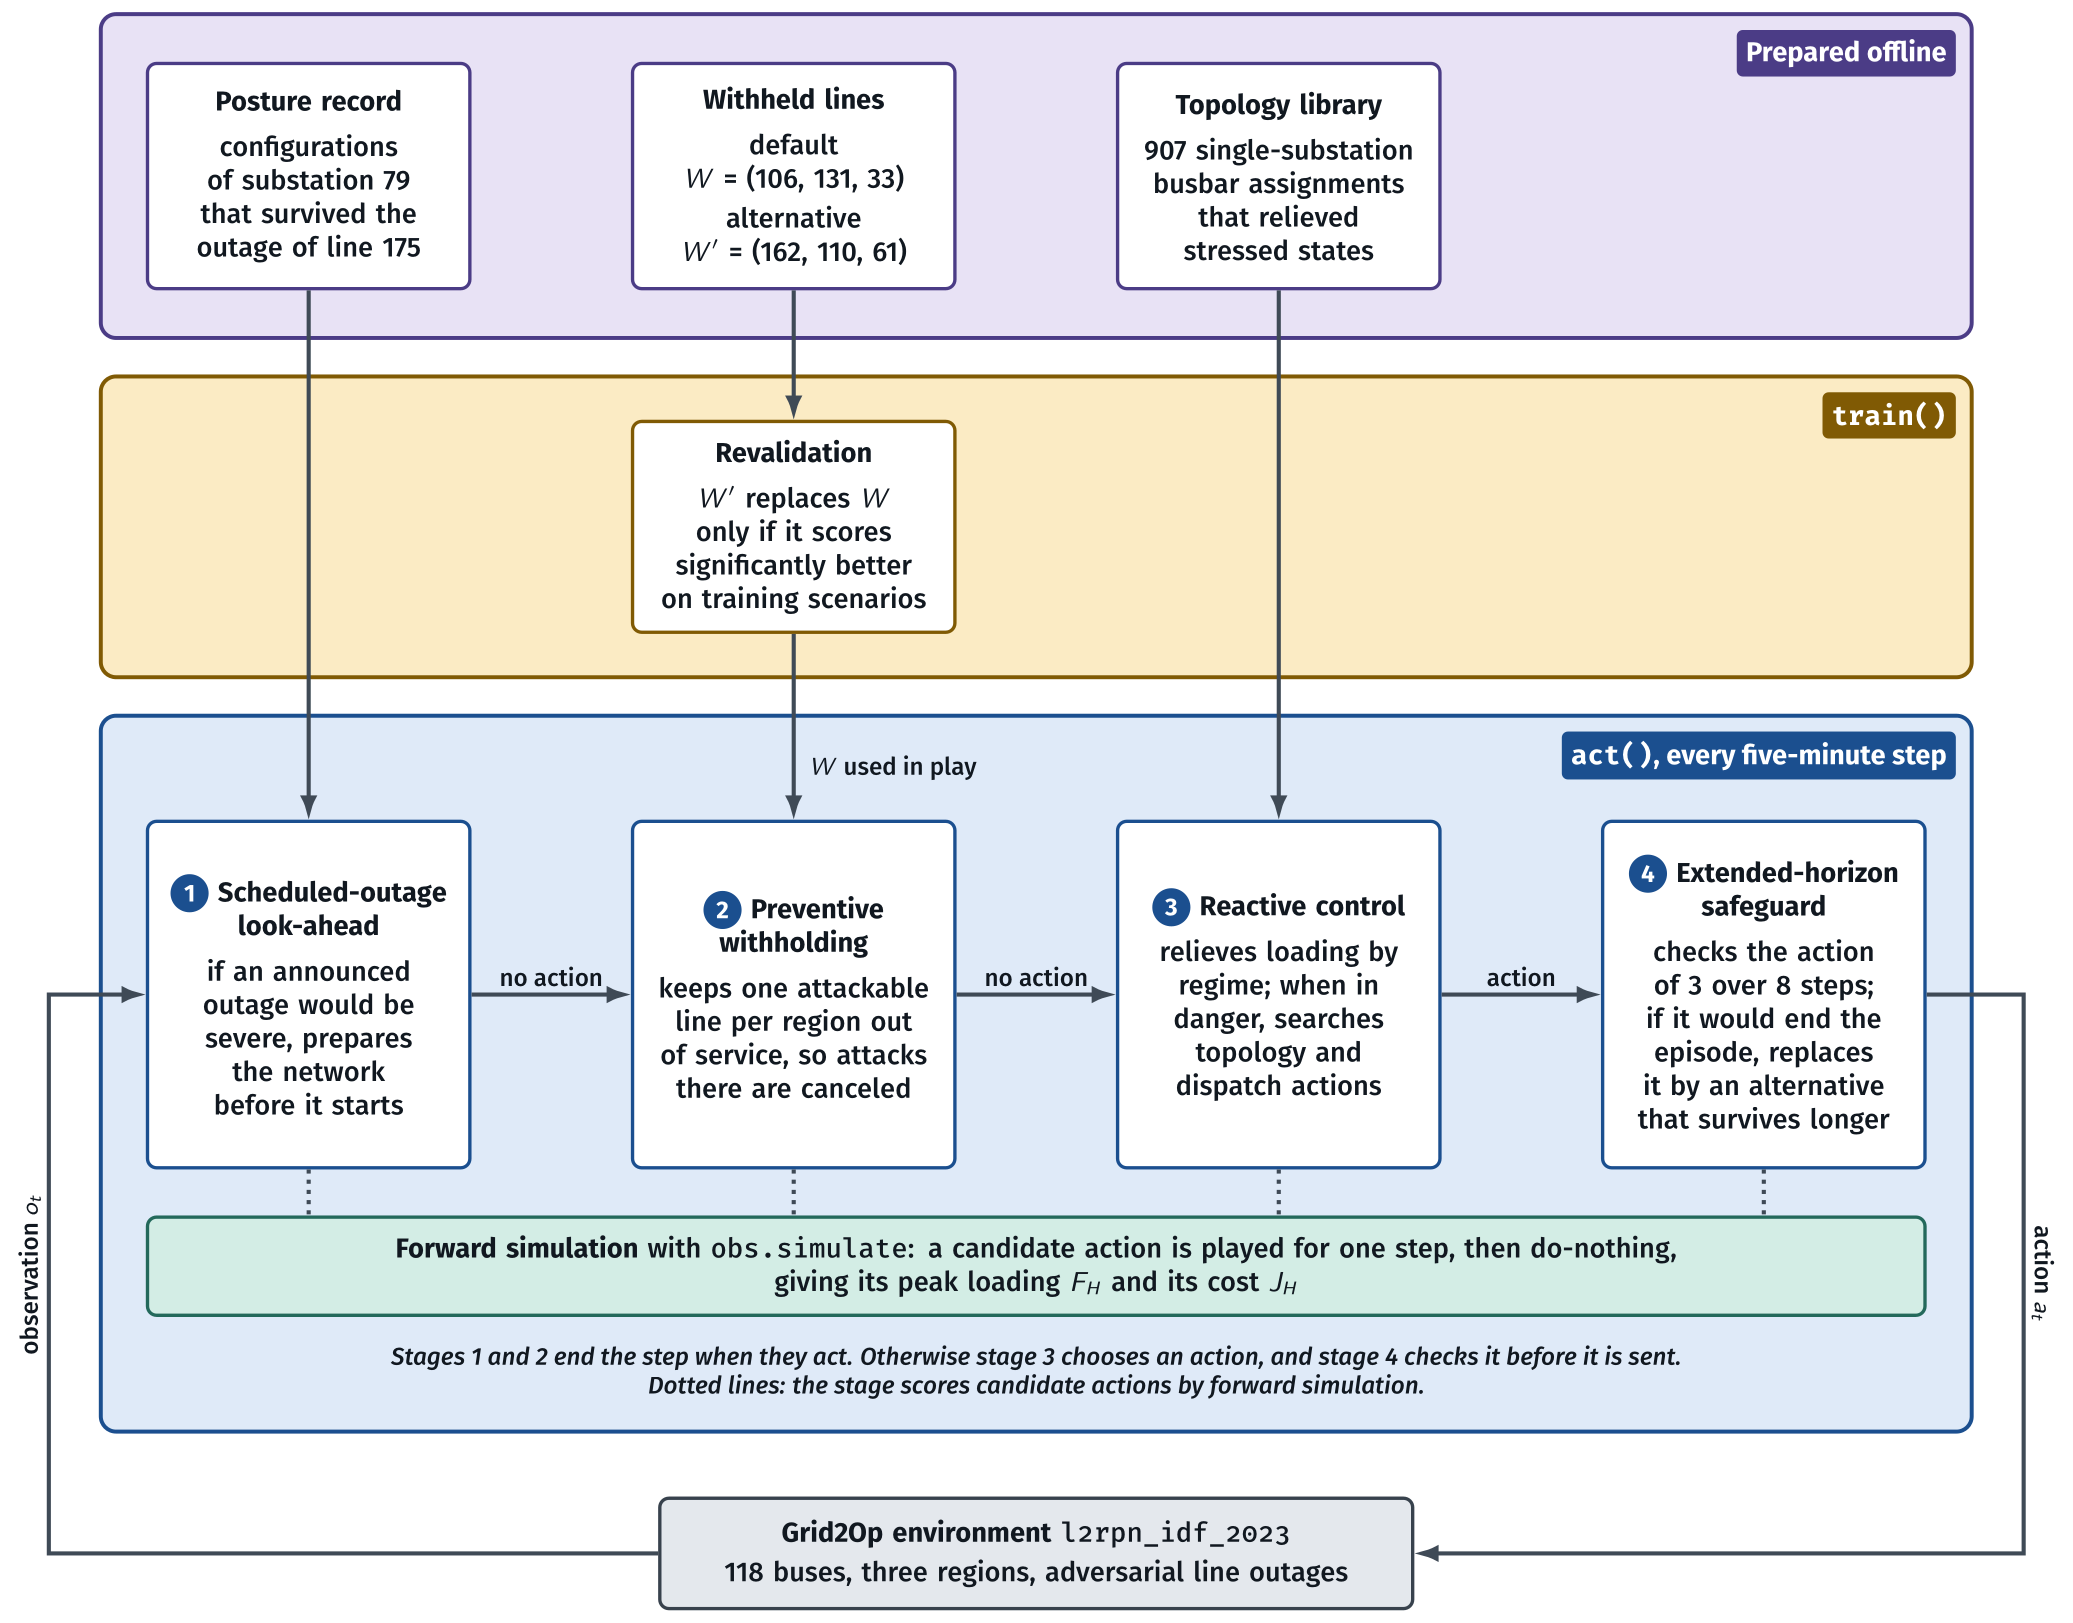 Prepared offline
Posture record
configurations
of substation 79
that survived the
outage of line 175
Withheld lines
default
W = (106, 131, 33)
alternative
W′ = (162, 110, 61)
Topology library
907 single-substation
busbar assignments
that relieved
stressed states
train()
Revalidation
W′ replaces W
only if it scores
significantly better
on training scenarios
act(), every five-minute step
W used in play
1 Scheduled-outage
look-ahead
if an announced
outage would be
severe, prepares
the network
before it starts
no action
2 Preventive
withholding
keeps one attackable
line per region out
of service, so attacks
there are canceled
no action
3 Reactive control
relieves loading by
regime; when in
danger, searches
topology and
dispatch actions
action
4 Extended-horizon
safeguard
checks the action
of 3 over 8 steps;
if it would end the
episode, replaces
it by an alternative
that survives longer
Forward simulation with obs.simulate: a candidate action is played for one step, then do-nothing,
giving its peak loading F_H and its cost J_H
Stages 1 and 2 end the step when they act. Otherwise stage 3 chooses an action, and stage 4 checks it before it is sent.
Dotted lines: the stage scores candidate actions by forward simulation.
observation o_t
action a_t
Grid2Op environment l2rpn_idf_2023
118 buses, three regions, adversarial line outages